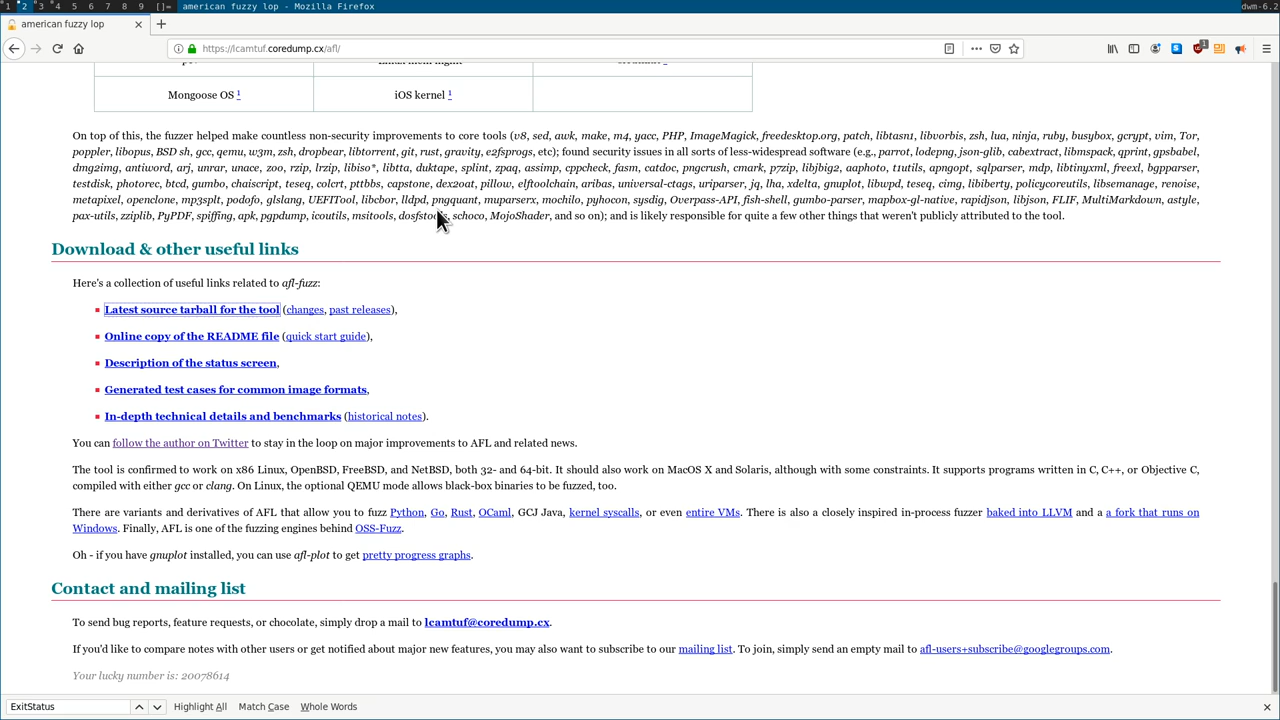 1 2 3 4 5 6 7 8 9 []= american fuzzy lop - Mozilla Firefox dwm-6.2
american fuzzy lop
https://lcamtuf.coredump.cx/afl/
Mongoose OS 1 iOS kernel 1
On top of this, the fuzzer helped make countless non-security improvements to core tools (v8, sed, awk, make, m4, yacc, PHP, ImageMagick, freedesktop.org, patch, libtasn1, libvorbis, zsh, lua, ninja, ruby, busybox, gcrypt, vim, Tor,
poppler, libopus, BSD sh, gcc, qemu, w3m, zsh, dropbear, libtorrent, git, rust, gravity, e2fsprogs, etc); found security issues in all sorts of less-widespread software (e.g., parrot, lodepng, json-glib, cabextract, libmspack, qprint, gpsbabel,
dmg2img, antiword, arj, unrar, unace, zoo, rzip, lrzip, libiso*, libtta, duktape, splint, zpaq, assimp, cppcheck, fasm, catdoc, pngcrush, cmark, p7zip, libjbig2, aaphoto, t1utils, apngopt, sqlparser, mdp, libtinyxml, freexl, bgpparser,
testdisk, photorec, btcd, gumbo, chaiscript, teseq, colcrt, pttbbs, capstone, dex2oat, pillow, elftoolchain, aribas, universal-ctags, uriparser, jq, lha, xdelta, gnuplot, libwpd, teseq, cimg, libiberty, policycoreutils, libsemanage, renoise,
metapixel, openclone, mp3splt, podofo, glslang, UEFITool, libcbor, lldpd, pngquant, muparserx, mochilo, pyhocon, sysdig, Overpass-API, fish-shell, gumbo-parser, mapbox-gl-native, rapidjson, libjson, FLIF, MultiMarkdown, astyle,
pax-utils, zziplib, PyPDF, spiffing, apk, pgpdump, icoutils, msitools, dosfstools, schoco, MojoShader, and so on); and is likely responsible for quite a few other things that weren't publicly attributed to the tool.
Download & other useful links
Here's a collection of useful links related to afl-fuzz:
Latest source tarball for the tool (changes, past releases),
Online copy of the README file (quick start guide),
Description of the status screen,
Generated test cases for common image formats,
In-depth technical details and benchmarks (historical notes).
You can follow the author on Twitter to stay in the loop on major improvements to AFL and related news.
The tool is confirmed to work on x86 Linux, OpenBSD, FreeBSD, and NetBSD, both 32- and 64-bit. It should also work on MacOS X and Solaris, although with some constraints. It supports programs written in C, C++, or Objective C,
compiled with either gcc or clang. On Linux, the optional QEMU mode allows black-box binaries to be fuzzed, too.
There are variants and derivatives of AFL that allow you to fuzz Python, Go, Rust, OCaml, GCJ Java, kernel syscalls, or even entire VMs. There is also a closely inspired in-process fuzzer baked into LLVM and a a fork that runs on
Windows. Finally, AFL is one of the fuzzing engines behind OSS-Fuzz.
Oh - if you have gnuplot installed, you can use afl-plot to get pretty progress graphs.
Contact and mailing list
To send bug reports, feature requests, or chocolate, simply drop a mail to lcamtuf@coredump.cx.
If you'd like to compare notes with other users or get notified about major new features, you may also want to subscribe to our mailing list. To join, simply send an empty mail to afl-users+subscribe@googlegroups.com.
Your lucky number is: 20078614
ExitStatus Highlight All Match Case Whole Words